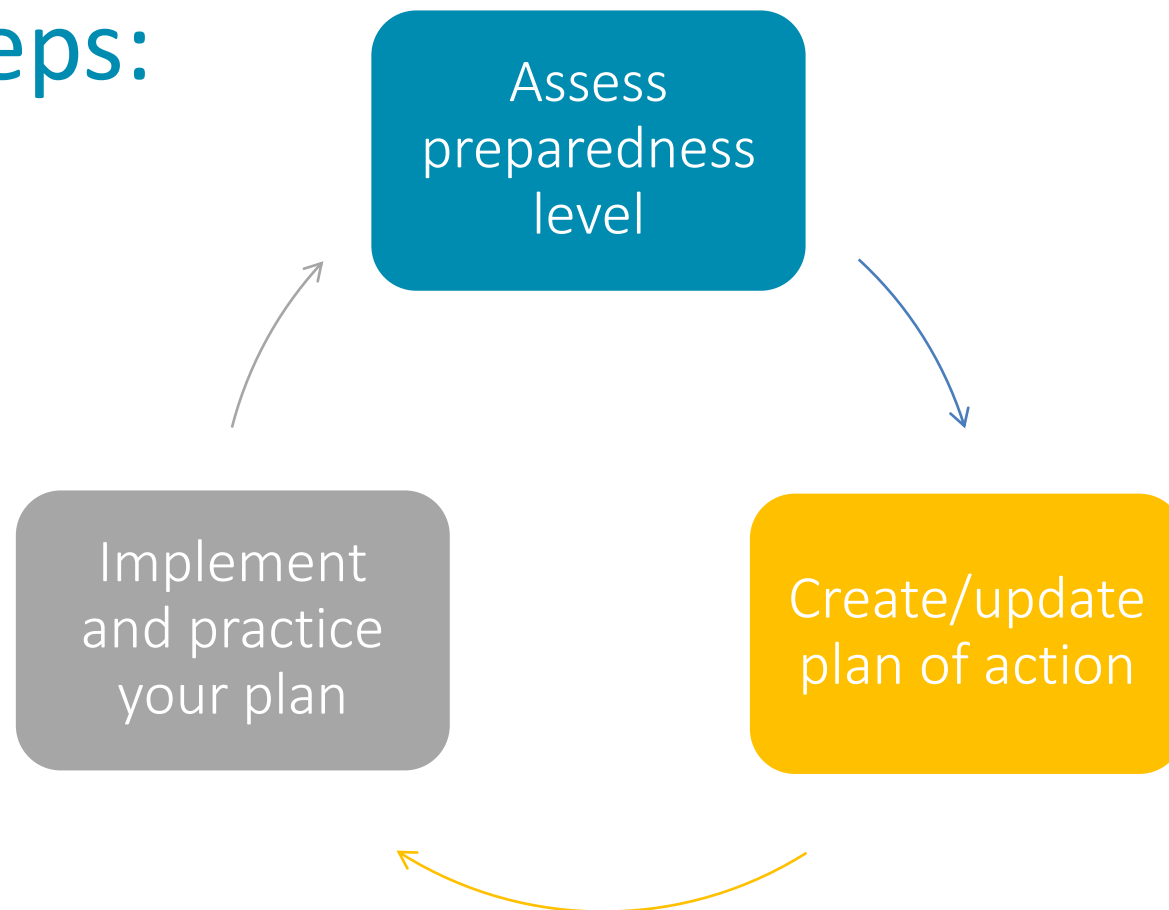 eps:
Assess
preparedness
level
Implement
and practice
your plan
Create/update
plan of action